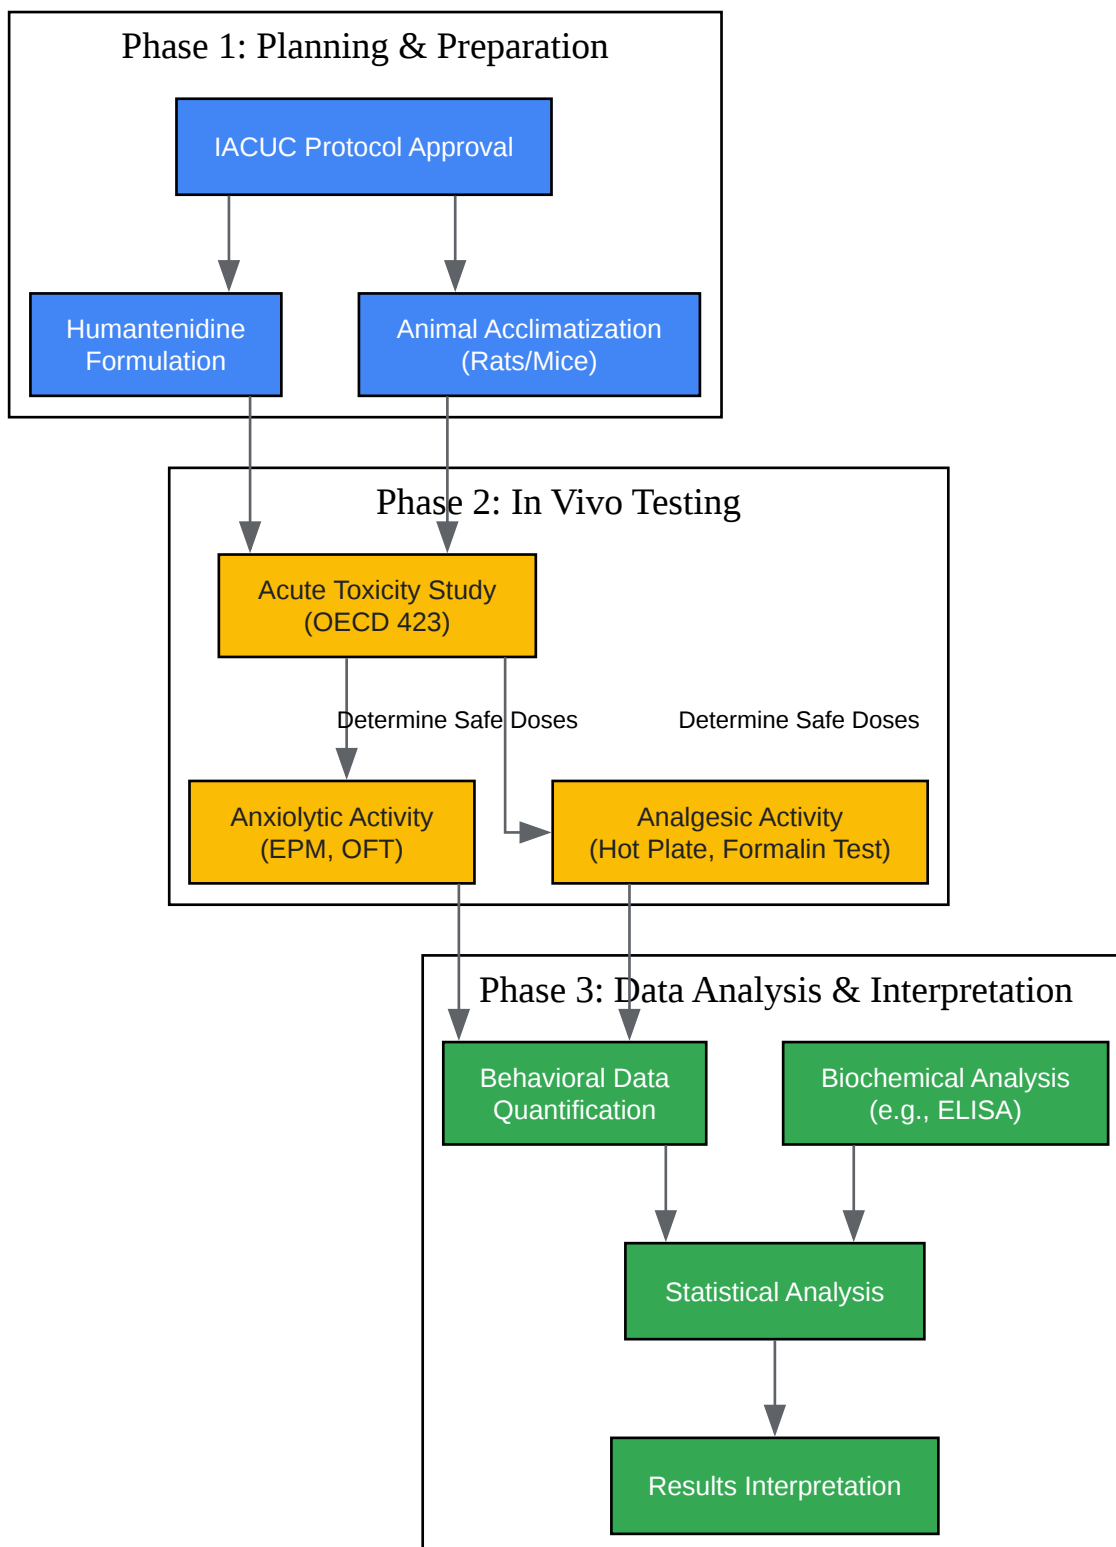 Phase 1: Planning & Preparation
IACUC Protocol Approval
Humantenidine
Formulation
Animal Acclimatization
(Rats/Mice)
Phase 2: In Vivo Testing
Acute Toxicity Study
(OECD 423)
Determine Safe Doses
Determine Safe Doses
Anxiolytic Activity
(EPM, OFT)
Analgesic Activity
(Hot Plate, Formalin Test)
Phase 3: Data Analysis & Interpretation
Behavioral Data
Quantification
Biochemical Analysis
(e.g., ELISA)
Statistical Analysis
Results Interpretation